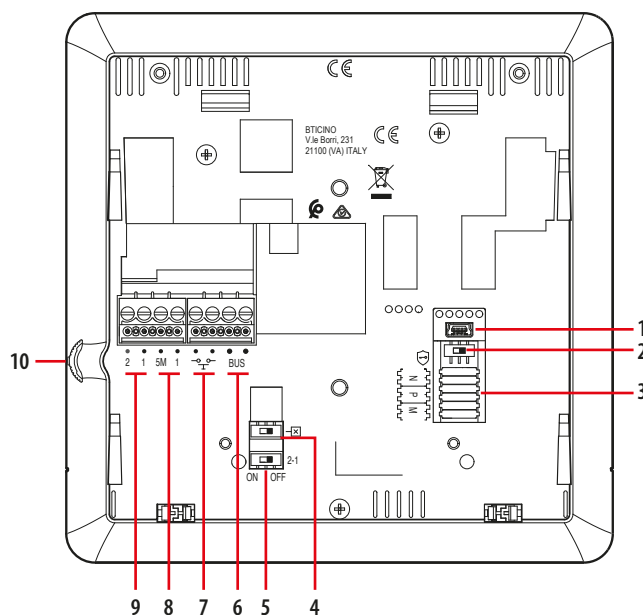 CE
BTICINO
V.le Borri, 231
21100 (VA) ITALY
CE
1
2
3
10
2 1 5M 1 BUS
N
P
M
2-1
ON OFF
9 8 7 6 5 4